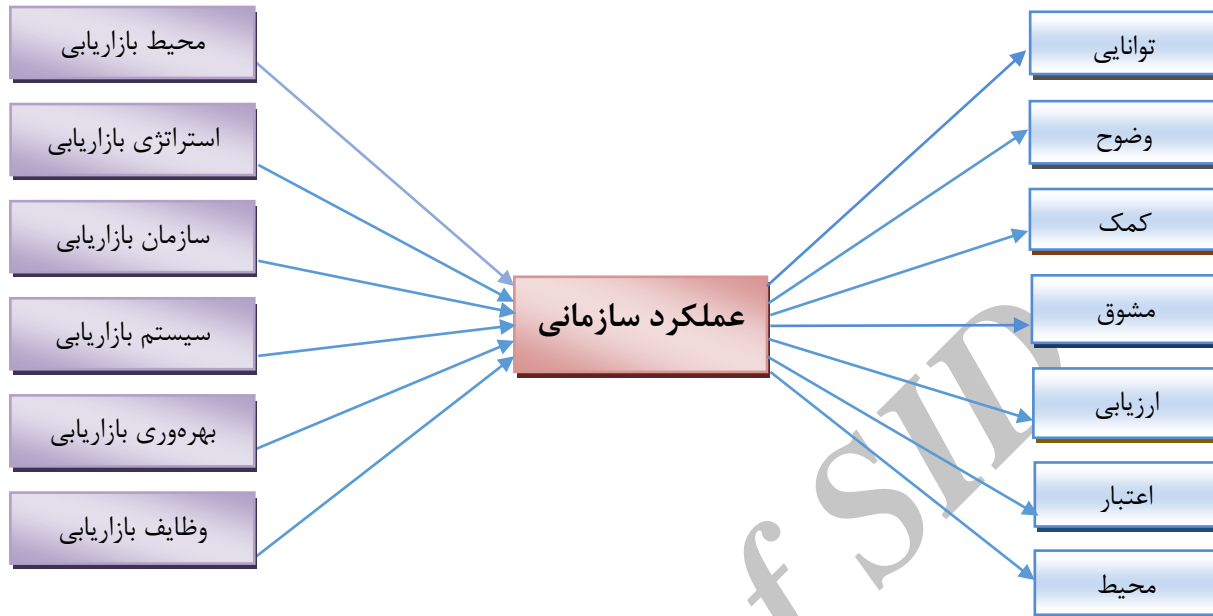 محیط بازاریابی
استراتژی بازاریابی
سازمان بازاریابی
سیستم بازاریابی
بهره‌وری بازاریابی
وظایف بازاریابی
عملکرد سازمانی
توانایی
وضوح
کمک
مشوق
ارزیابی
اعتبار
محیط
f SID